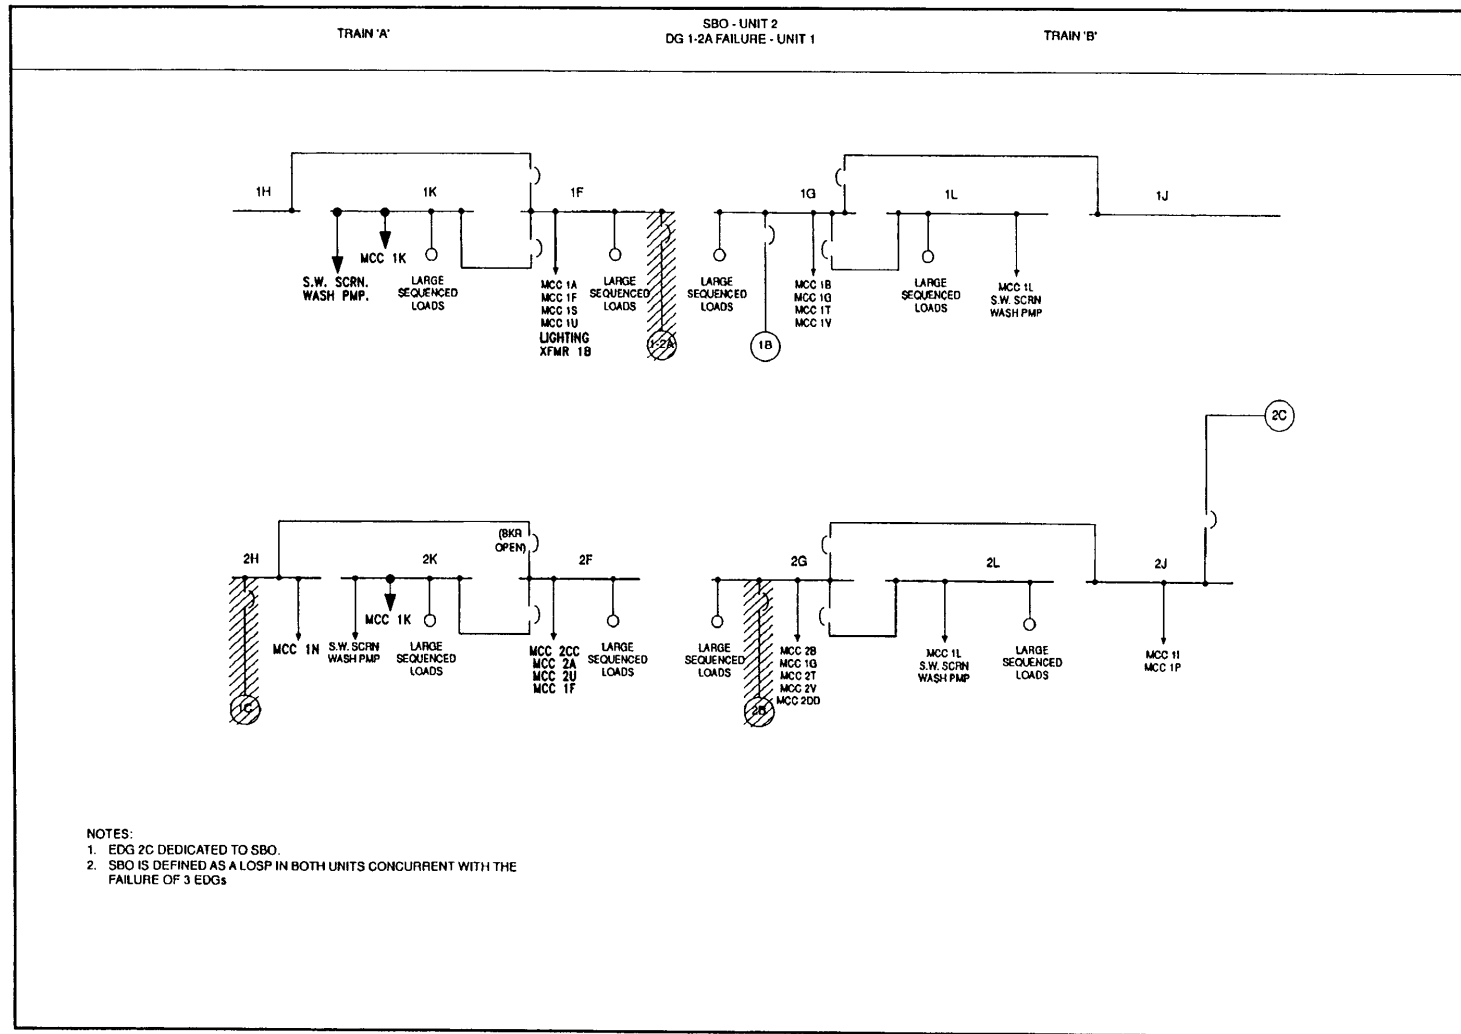 SBO - UNIT 2
TRAIN 'A'
DG 1-2A FAILURE - UNIT 1
TRAIN 'B'
1H
1K
1F
1G
1L
1J
MCC 1K
S.W. SCRN.
WASH PMP.
LARGE
SEQUENCED
LOADS
MCC 1A
MCC 1F
MCC 1S
MCC 1U
LIGHTING
XFMR 1B
LARGE
SEQUENCED
LOADS
1-2A
LARGE
SEQUENCED
LOADS
1B
MCC 1B
MCC 1G
MCC 1T
MCC 1V
LARGE
SEQUENCED
LOADS
MCC 1L
S.W. SCRN
WASH PMP
2C
(BKR
OPEN)
2H
2K
2F
2G
2L
2J
MCC 1N
S.W. SCRN
WASH PMP
MCC 1K
LARGE
SEQUENCED
LOADS
MCC 2CC
MCC 2A
MCC 2U
MCC 1F
LARGE
SEQUENCED
LOADS
LARGE
SEQUENCED
LOADS
MCC 2B
MCC 1G
MCC 2T
MCC 2V
MCC 2DD
MCC 1L
S.W. SCRN
WASH PMP
LARGE
SEQUENCED
LOADS
MCC 1I
MCC 1P
1C
2B
NOTES:
1. EDG 2C DEDICATED TO SBO.
2. SBO IS DEFINED AS A LOSP IN BOTH UNITS CONCURRENT WITH THE
FAILURE OF 3 EDGs